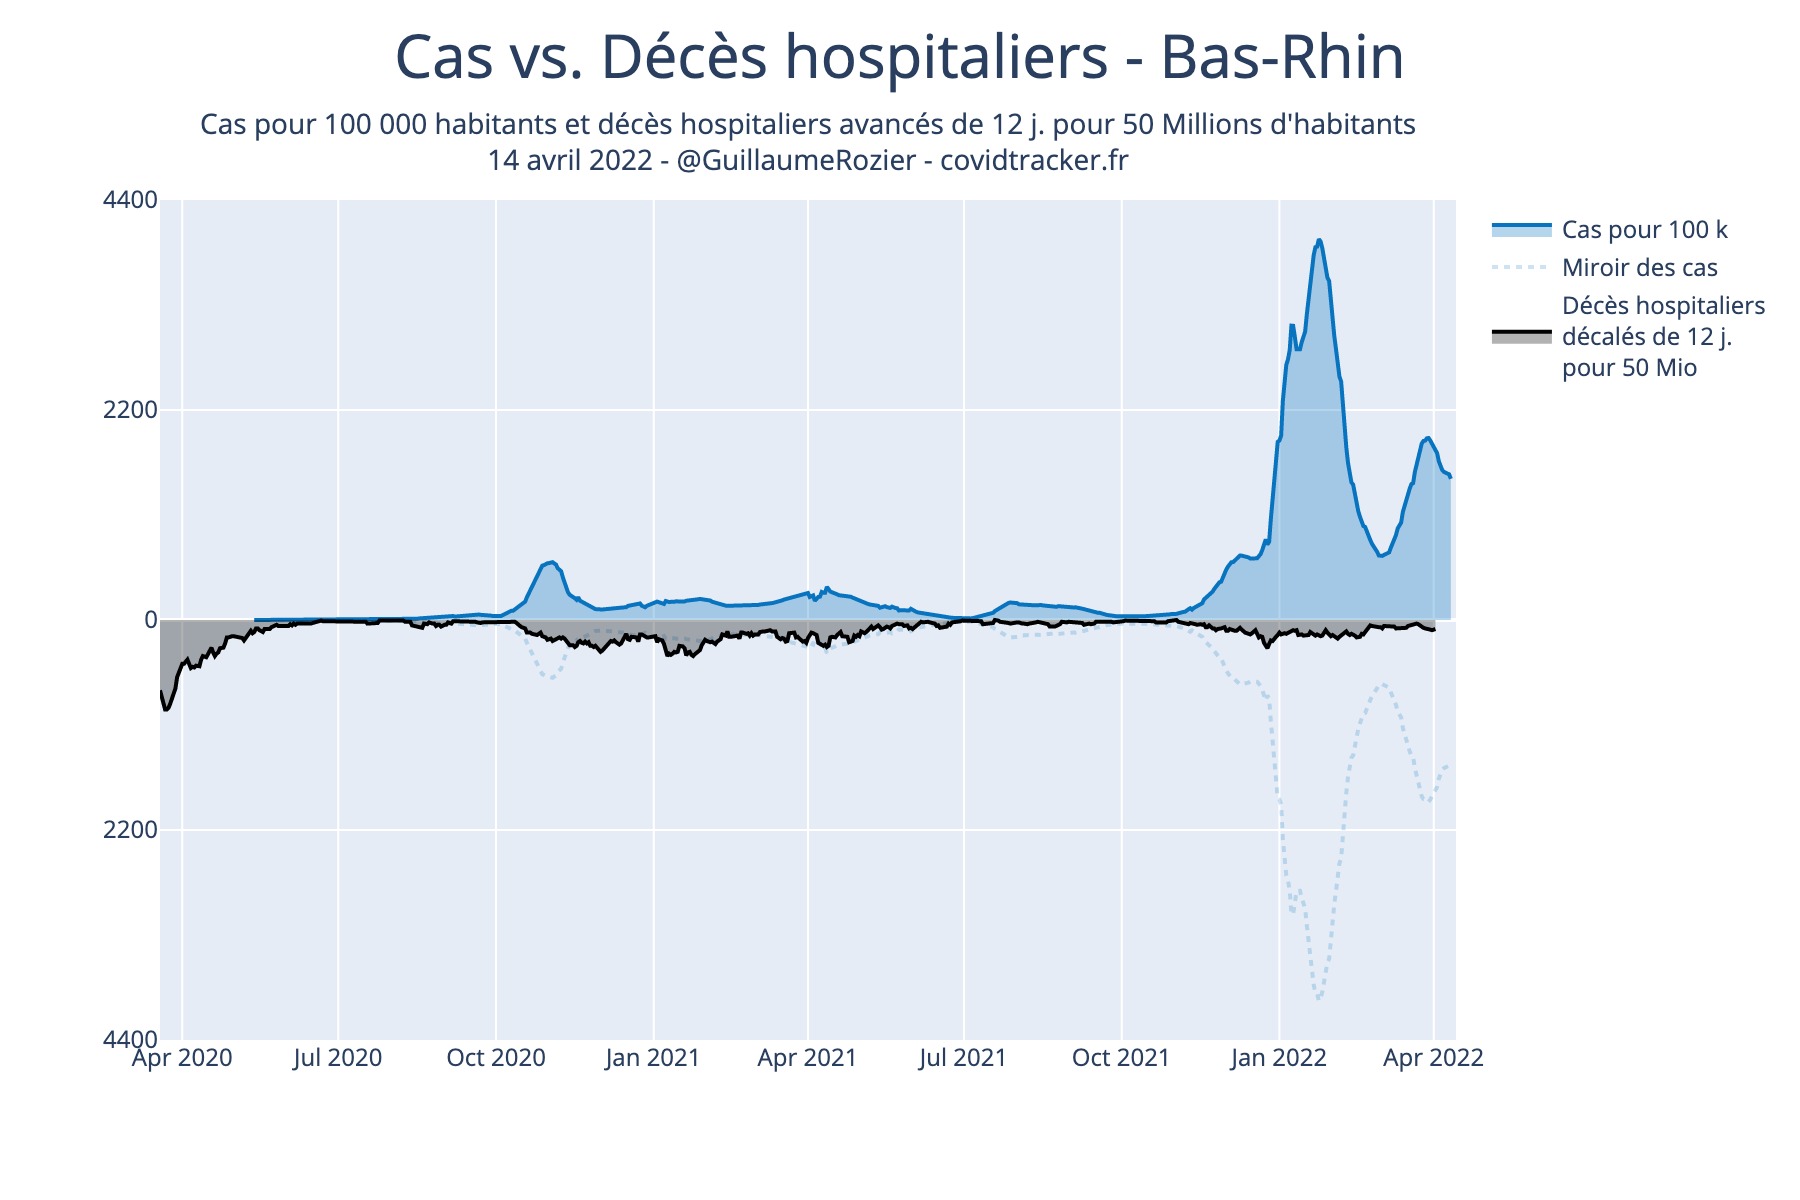 Cas vs. Décès hospitaliers - Bas-Rhin
Cas pour 100 000 habitants et décès hospitaliers avancés de 12 j. pour 50 Millions d'habitants
14 avril 2022 - @GuillaumeRozier - covidtracker.fr
4400
2200
0
2200
4400
Apr 2020
Jul 2020
Oct 2020
Jan 2021
Apr 2021
Jul 2021
Oct 2021
Jan 2022
Apr 2022
Cas pour 100 k
Miroir des cas
Décès hospitaliers
décalés de 12 j.
pour 50 Mio